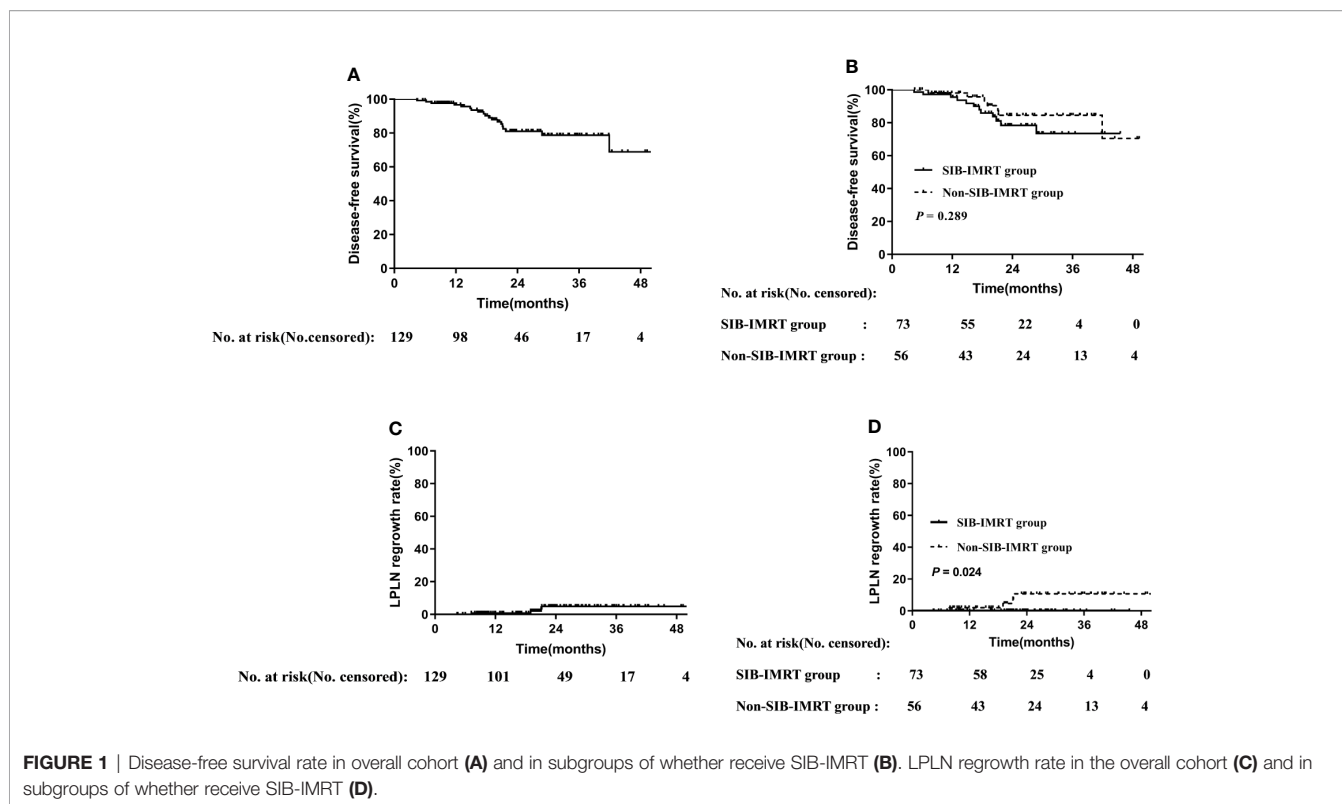 A
Disease-free survival(%)
100
80
60
40
20
0
0 12 24 36 48
Time(months)
No. at risk(No.censored): 129 98 46 17 4
B
Disease-free survival(%)
100
80
60
40
20
0
SIB-IMRT group
Non-SIB-IMRT group
P = 0.289
0 12 24 36 48
Time(months)
No. at risk(No. censored):
SIB-IMRT group : 73 55 22 4 0
Non-SIB-IMRT group : 56 43 24 13 4
C
LPLN regrowth rate(%)
100
80
60
40
20
0
0 12 24 36 48
Time(months)
No. at risk(No. censored): 129 101 49 17 4
D
LPLN regrowth rate(%)
100
80
60
40
20
0
SIB-IMRT group
Non-SIB-IMRT group
P = 0.024
0 12 24 36 48
Time(months)
No. at risk(No. censored):
SIB-IMRT group : 73 58 25 4 0
Non-SIB-IMRT group : 56 43 24 13 4
FIGURE 1 | Disease-free survival rate in overall cohort (A) and in subgroups of whether receive SIB-IMRT (B). LPLN regrowth rate in the overall cohort (C) and in
subgroups of whether receive SIB-IMRT (D).